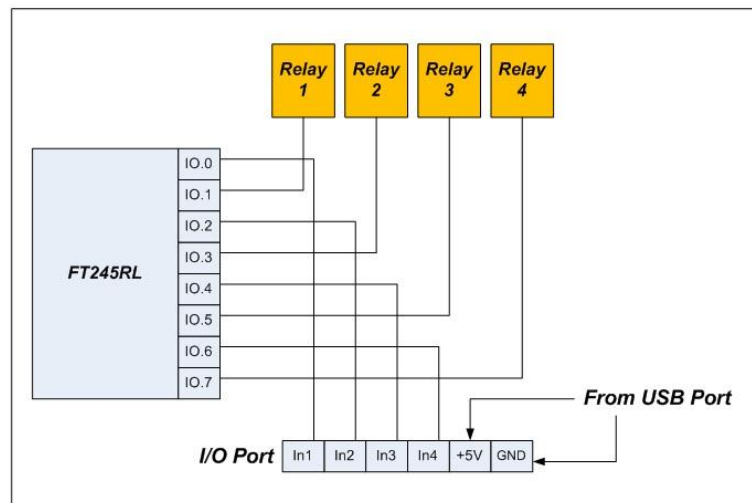 Relay
1
Relay
2
Relay
3
Relay
4
FT245RL
IO.0
IO.1
IO.2
IO.3
IO.4
IO.5
IO.6
IO.7
From USB Port
I/O Port
In1
In2
In3
In4
+5V
GND